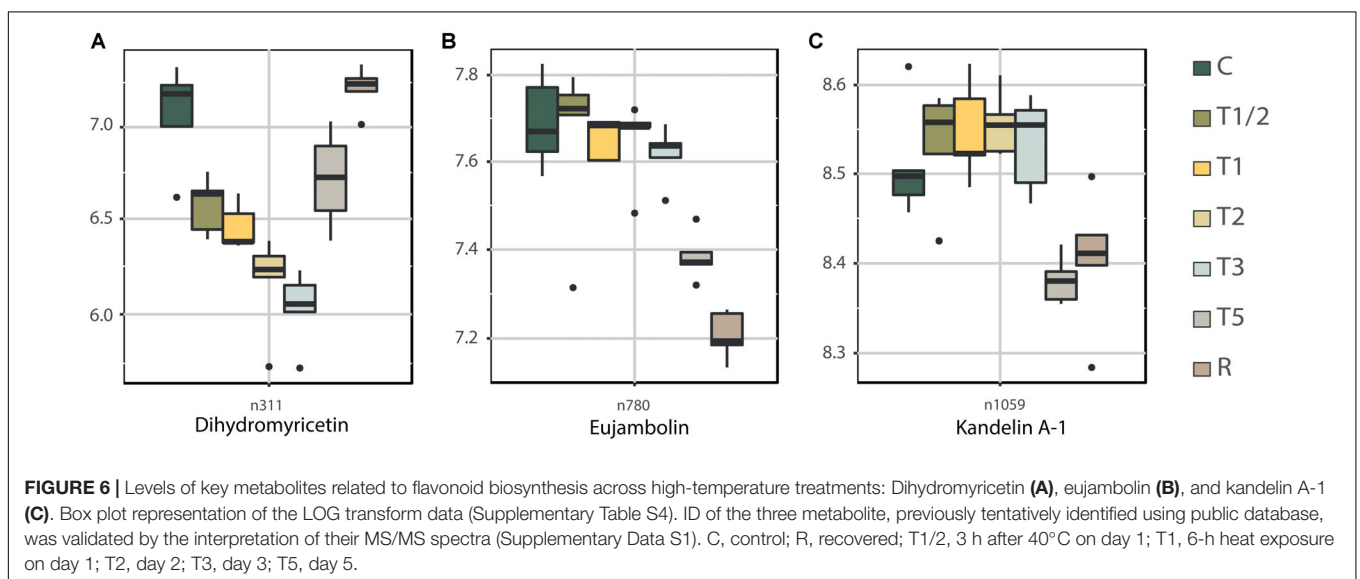 A
7.0
6.5
6.0
n311
Dihydromyricetin
B
7.8
7.6
7.4
7.2
n780
Eujambolin
C
8.6
8.5
8.4
8.3
n1059
Kandelin A-1
C
T1/2
T1
T2
T3
T5
R
FIGURE 6 | Levels of key metabolites related to flavonoid biosynthesis across high-temperature treatments: Dihydromyricetin (A), eujambolin (B), and kandelin A-1
(C). Box plot representation of the LOG transform data (Supplementary Table S4). ID of the three metabolite, previously tentatively identified using public database,
was validated by the interpretation of their MS/MS spectra (Supplementary Data S1). C, control; R, recovered; T1/2, 3 h after 40°C on day 1; T1, 6-h heat exposure
on day 1; T2, day 2; T3, day 3; T5, day 5.